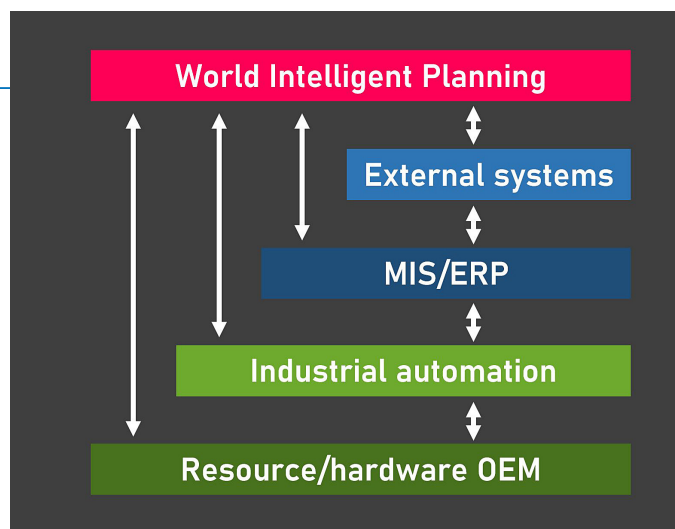 World Intelligent Planning
External systems
MIS/ERP
Industrial automation
Resource/hardware OEM